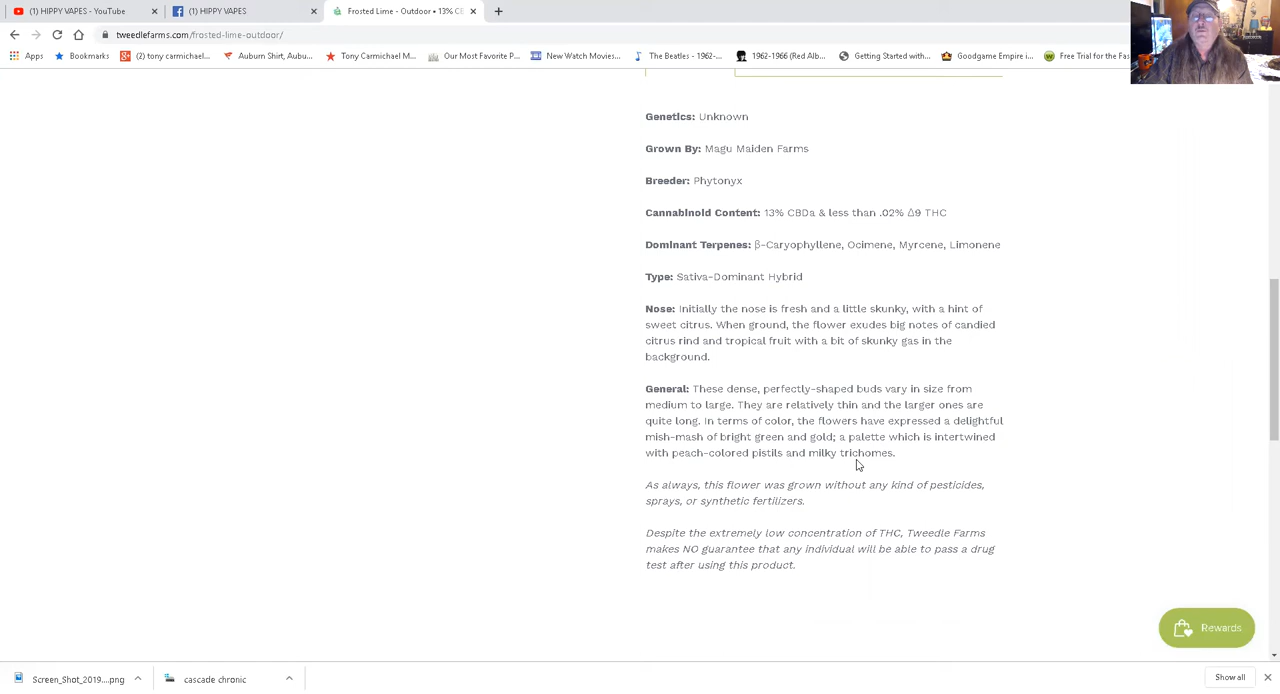 (1) HIPPY VAPES - YouTube
(1) HIPPY VAPES
Frosted Lime - Outdoor • 13% CE
tweedlefarms.com/frosted-lime-outdoor/
Apps
Bookmarks
(2) tony carmichael...
Auburn Shirt, Aubu...
Tony Carmichael M...
Our Most Favorite P...
New Watch Movies...
The Beatles - 1962-...
1962-1966 (Red Alb...
Getting Started with...
Goodgame Empire i...
Free Trial for the Fas
Genetics: Unknown
Grown By: Magu Maiden Farms
Breeder: Phytonyx
Cannabinoid Content: 13% CBDa & less than .02% Δ9 THC
Dominant Terpenes: β-Caryophyllene, Ocimene, Myrcene, Limonene
Type: Sativa-Dominant Hybrid
Nose: Initially the nose is fresh and a little skunky, with a hint of
sweet citrus. When ground, the flower exudes big notes of candied
citrus rind and tropical fruit with a bit of skunky gas in the
background.
General: These dense, perfectly-shaped buds vary in size from
medium to large. They are relatively thin and the larger ones are
quite long. In terms of color, the flowers have expressed a delightful
mish-mash of bright green and gold; a palette which is intertwined
with peach-colored pistils and milky trichomes.
As always, this flower was grown without any kind of pesticides,
sprays, or synthetic fertilizers.
Despite the extremely low concentration of THC, Tweedle Farms
makes NO guarantee that any individual will be able to pass a drug
test after using this product.
Rewards
Screen_Shot_2019....png
cascade chronic
Show all